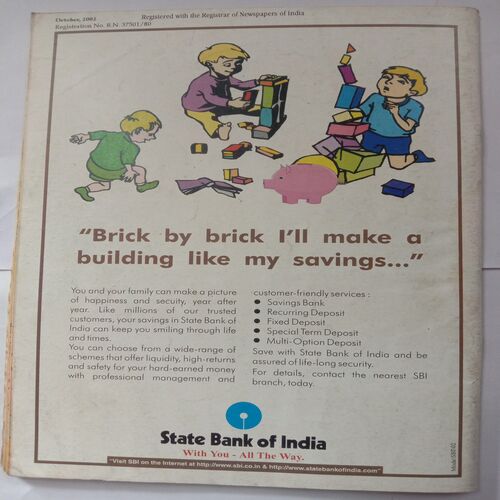 October, 2002
Registered with the Registrar of Newspapers of India
Registration No. R.N. 37501/80
“Brick by brick I’ll make a
building like my savings...”
You and your family can make a picture
of happiness and secuity, year after
year. Like millions of our trusted
customers, your savings in State Bank of
India can keep you smiling through life
and times.
You can choose from a wide-range of
schemes that offer liquidity, high-returns
and safety for your hard-earned money
with professional management and
customer-friendly services :
● Savings Bank
● Recurring Deposit
● Fixed Deposit
● Special Term Deposit
● Multi-Option Deposit
Save with State Bank of India and be
assured of life-long security.
For details, contact the nearest SBI
branch, today.
State Bank of India
With You - All The Way.
"Visit SBI on the Internet at http://www.sbi.co.in & http://www.statebankofindia.com"